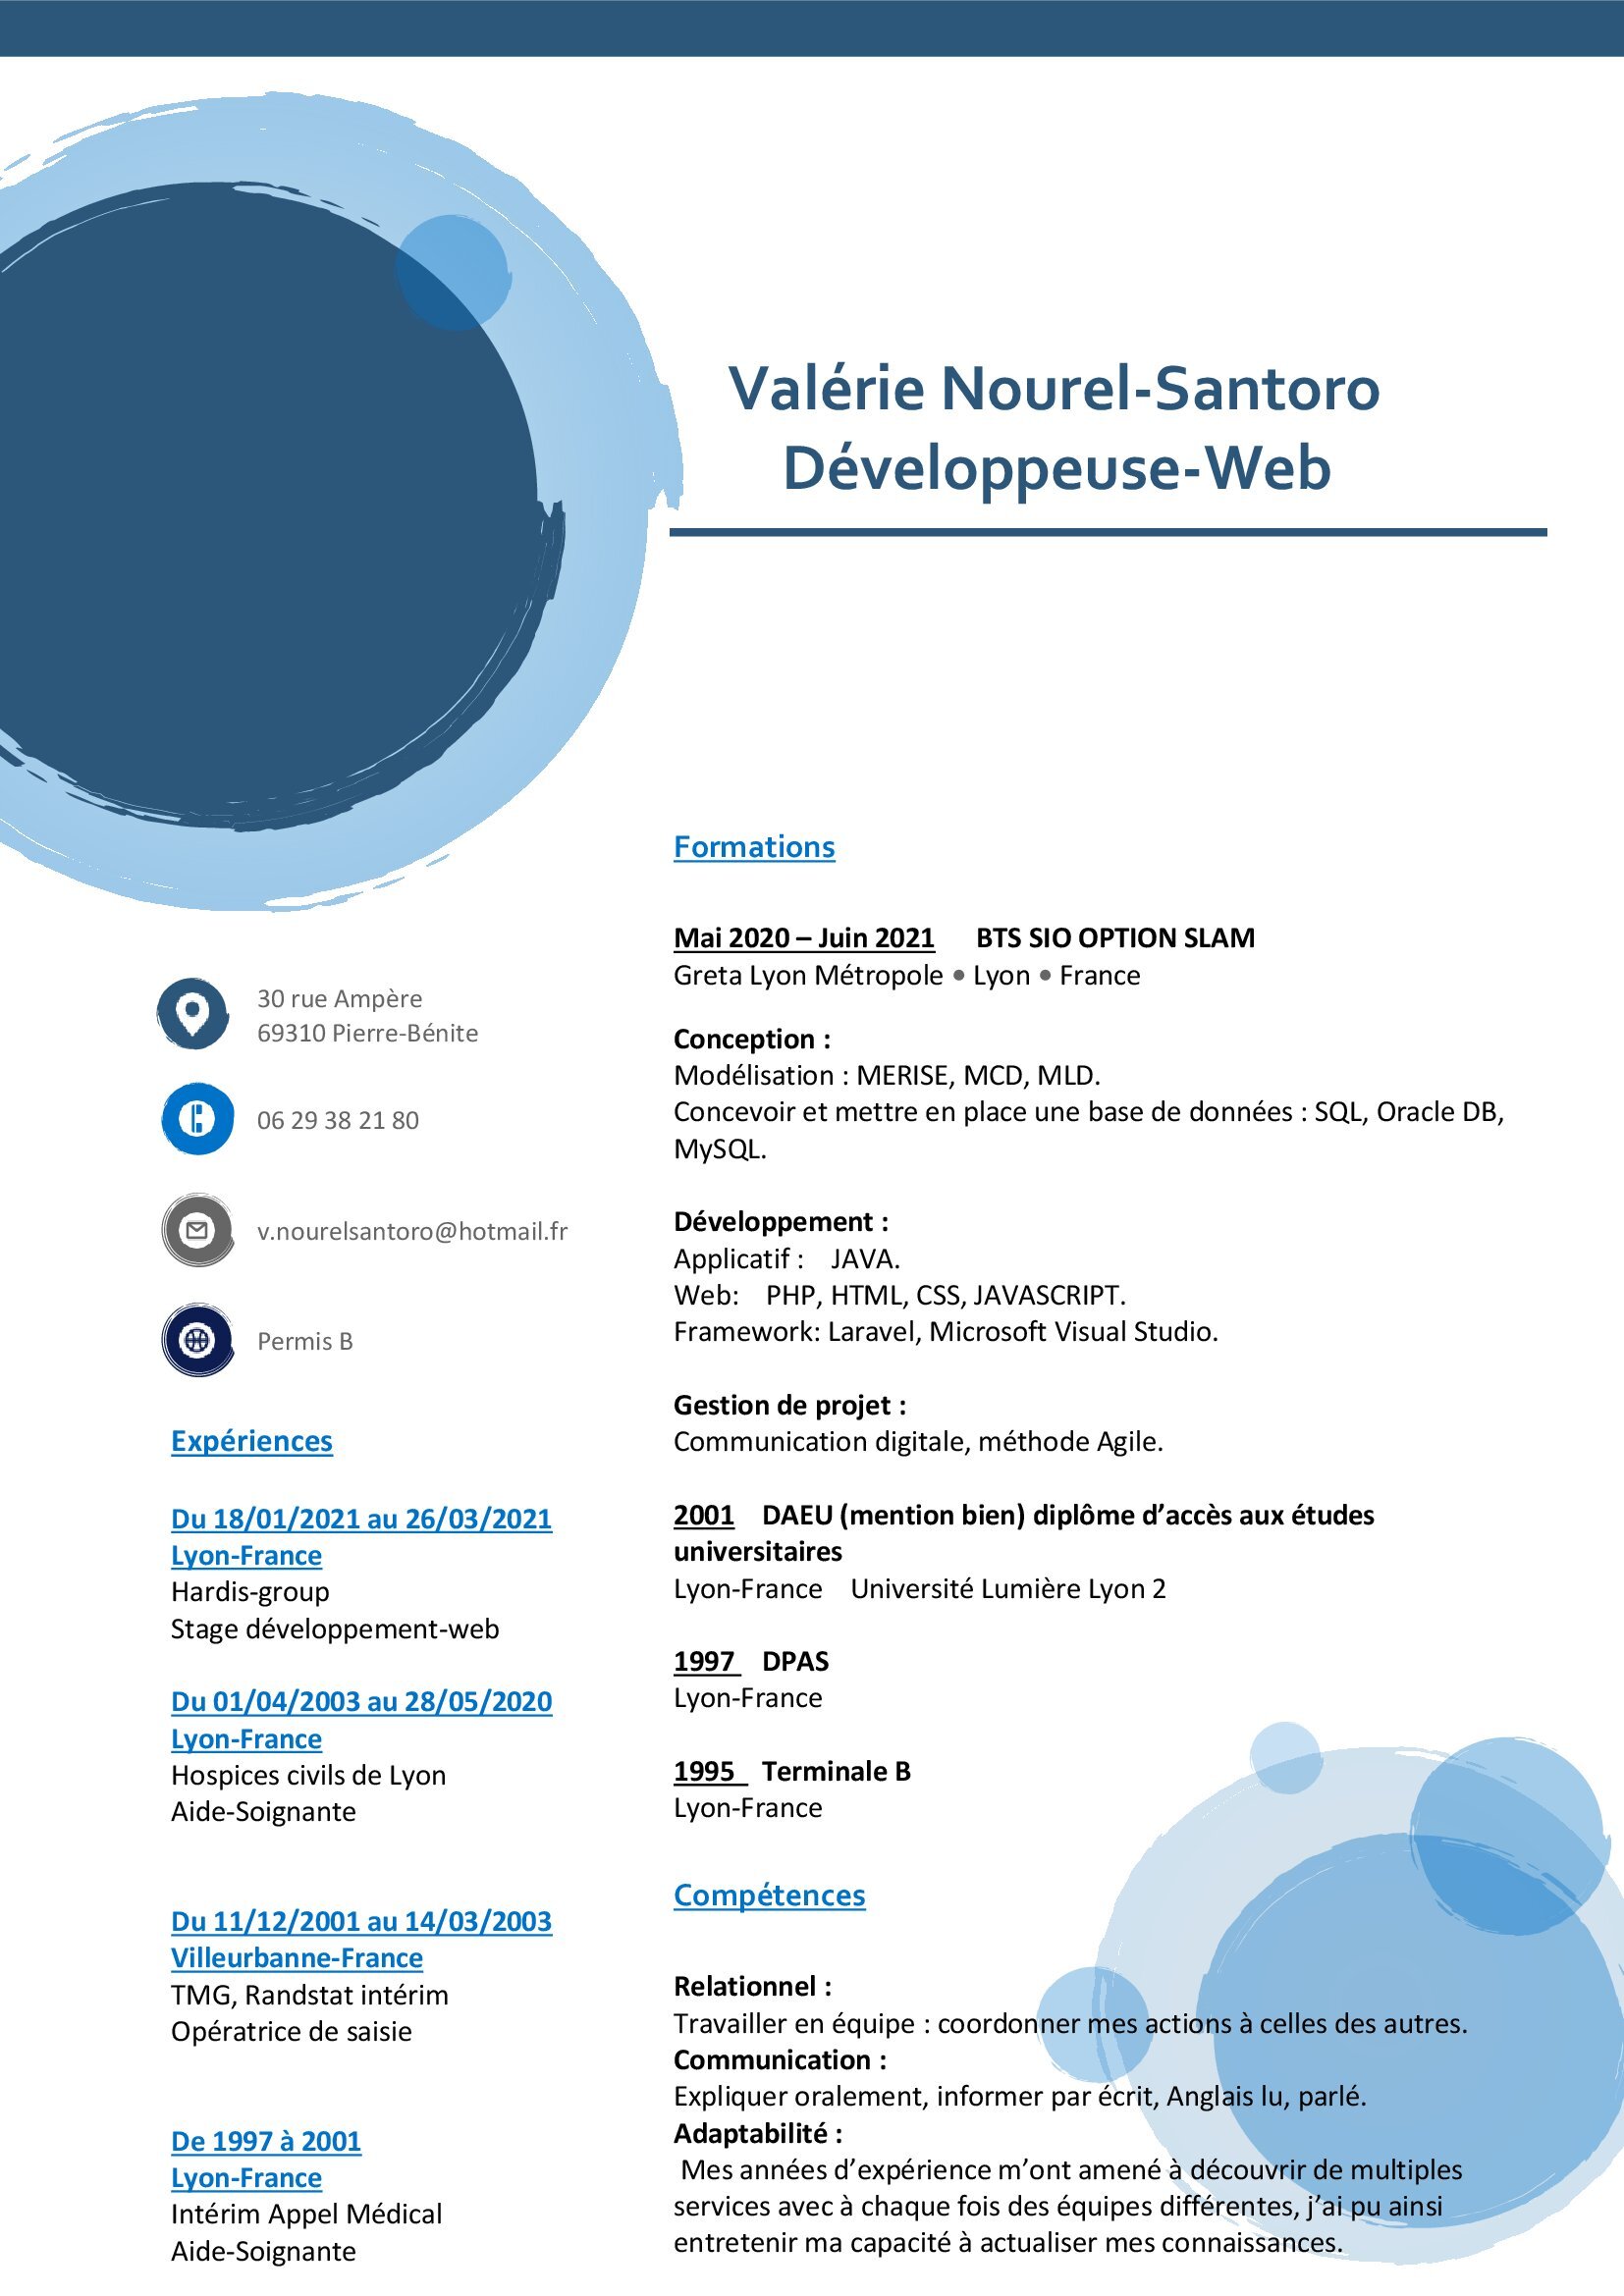 Valérie Nourel-Santoro
Développeuse-Web
30 rue Ampère
69310 Pierre-Bénite
06 29 38 21 80
v.nourelsantoro@hotmail.fr
Permis B
Expériences
Du 18/01/2021 au 26/03/2021
Lyon-France
Hardis-group
Stage développement-web
Du 01/04/2003 au 28/05/2020
Lyon-France
Hospices civils de Lyon
Aide-Soignante
Du 11/12/2001 au 14/03/2003
Villeurbanne-France
TMG, Randstat intérim
Opératrice de saisie
De 1997 à 2001
Lyon-France
Intérim Appel Médical
Aide-Soignante
Formations
Mai 2020 – Juin 2021 BTS SIO OPTION SLAM
Greta Lyon Métropole • Lyon • France
Conception :
Modélisation : MERISE, MCD, MLD.
Concevoir et mettre en place une base de données : SQL, Oracle DB,
MySQL.
Développement :
Applicatif : JAVA.
Web: PHP, HTML, CSS, JAVASCRIPT.
Framework: Laravel, Microsoft Visual Studio.
Gestion de projet :
Communication digitale, méthode Agile.
2001 DAEU (mention bien) diplôme d’accès aux études
universitaires
Lyon-France Université Lumière Lyon 2
1997 DPAS
Lyon-France
1995 Terminale B
Lyon-France
Compétences
Relationnel :
Travailler en équipe : coordonner mes actions à celles des autres.
Communication :
Expliquer oralement, informer par écrit, Anglais lu, parlé.
Adaptabilité :
Mes années d’expérience m’ont amené à découvrir de multiples
services avec à chaque fois des équipes différentes, j’ai pu ainsi
entretenir ma capacité à actualiser mes connaissances.